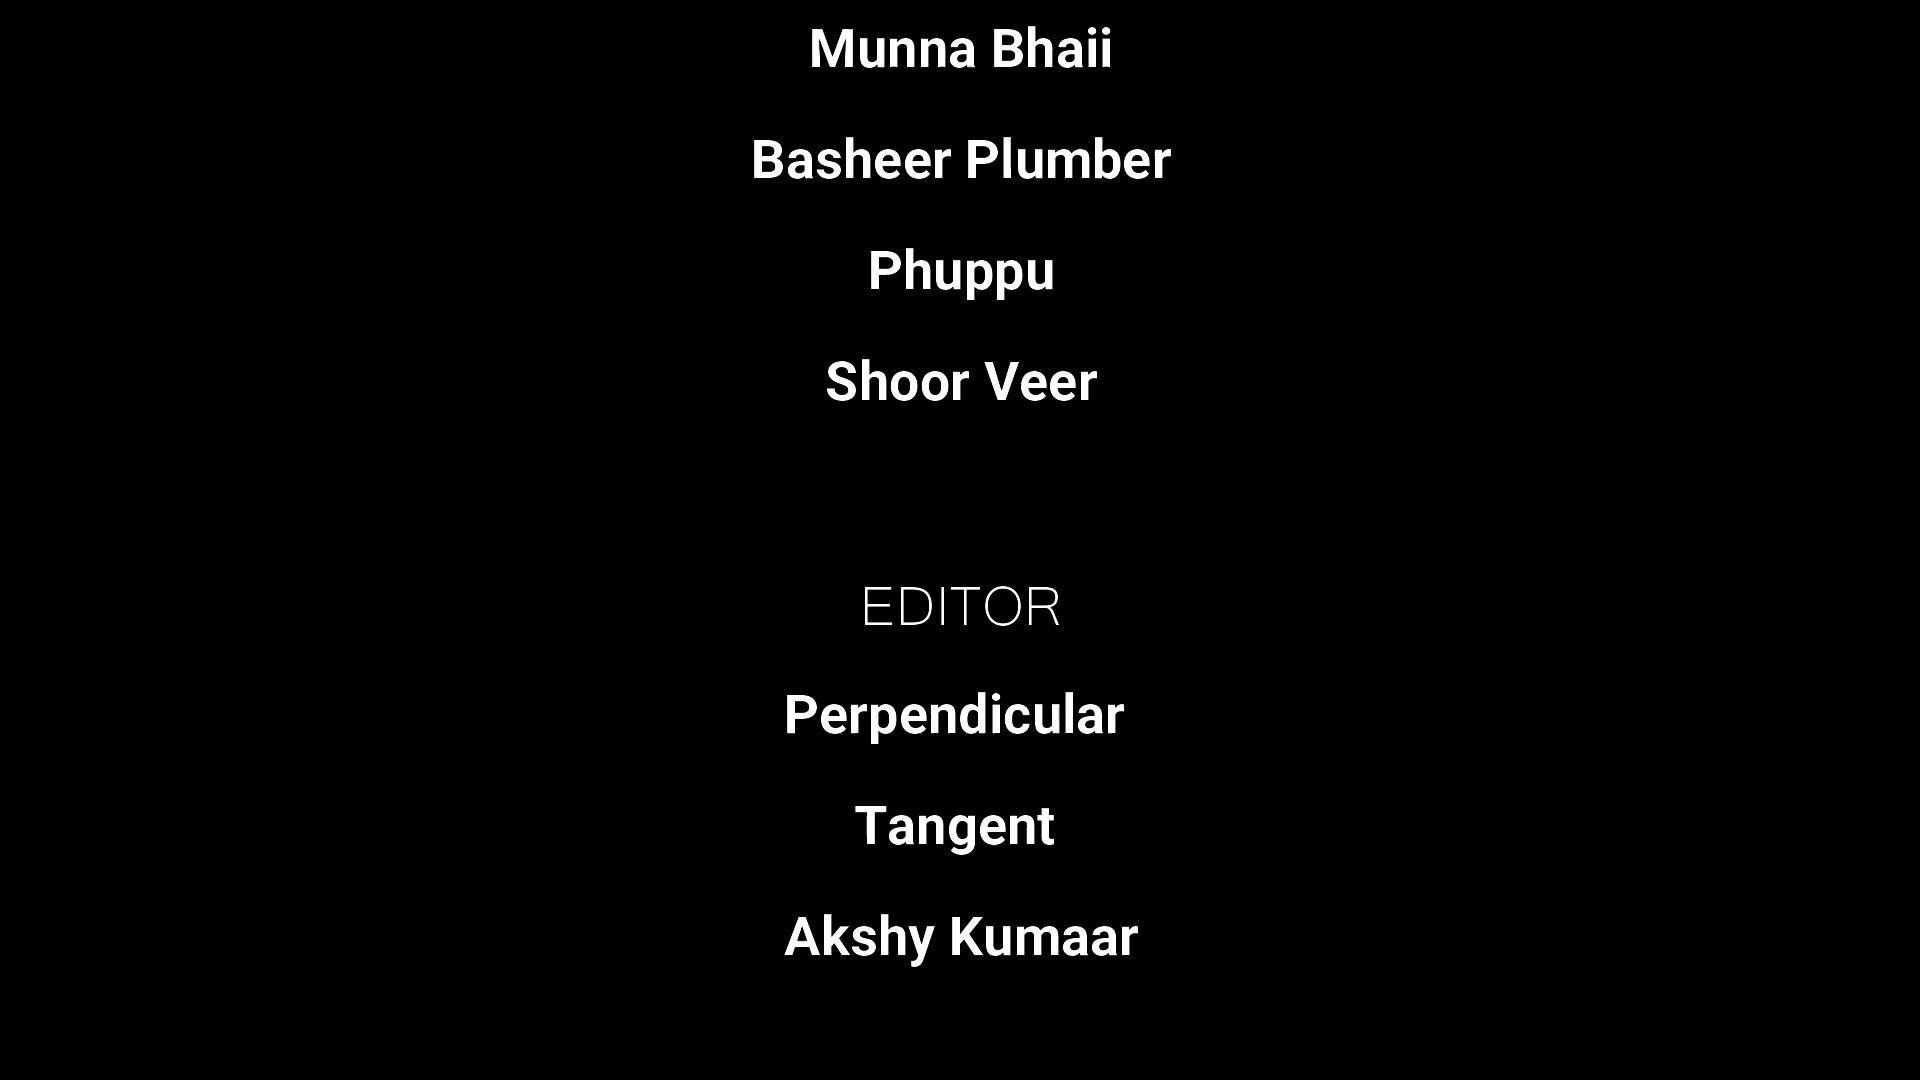 Munna Bhaii
Basheer Plumber
Phuppu
Shoor Veer
EDITOR
Perpendicular
Tangent
Akshy Kumaar